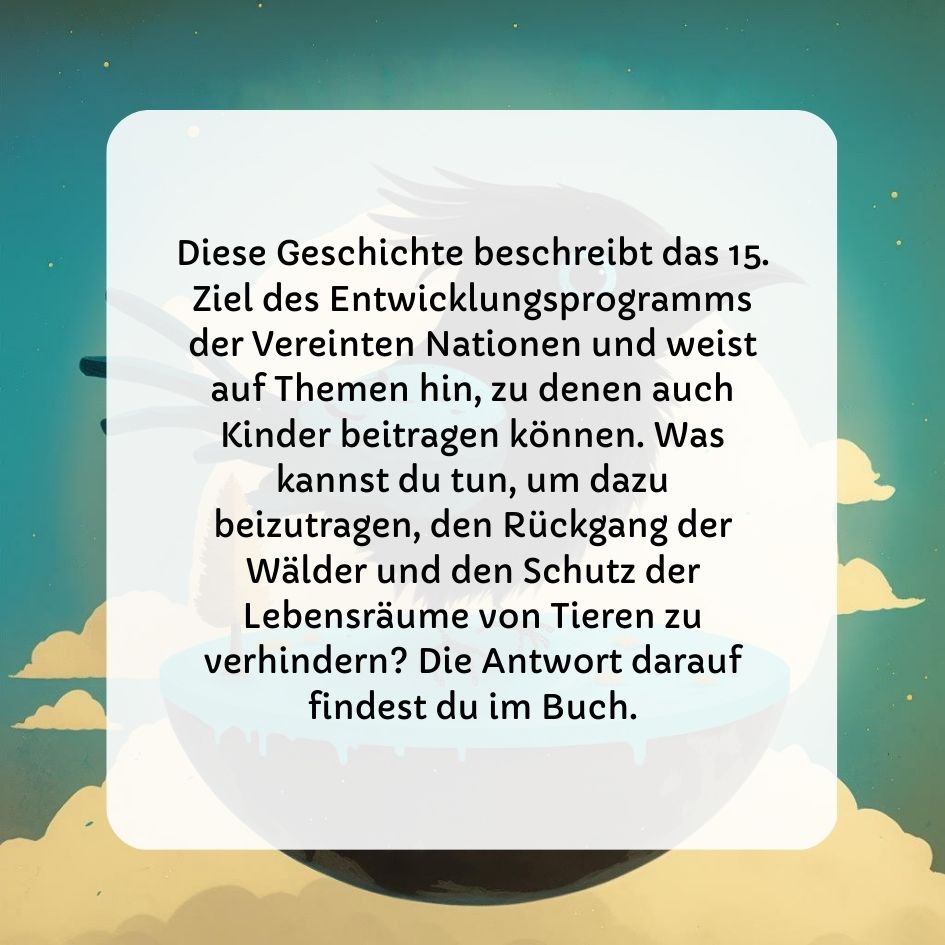 Diese Geschichte beschreibt das 15.
Ziel des Entwicklungsprogramms
der Vereinten Nationen und weist
auf Themen hin, zu denen auch
Kinder beitragen können. Was
kannst du tun, um dazu
beizutragen, den Rückgang der
Wälder und den Schutz der
Lebensräume von Tieren zu
verhindern? Die Antwort darauf
findest du im Buch.